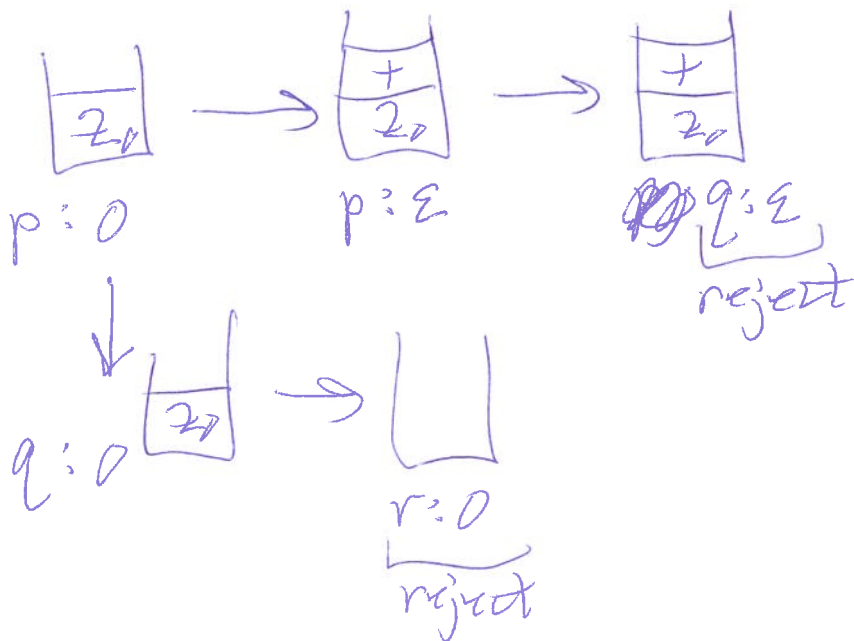 + +
Z₀ Z₀ Z₀
p:0 p:ε q:ε
reject
Z₀
q:0
r:0
reject